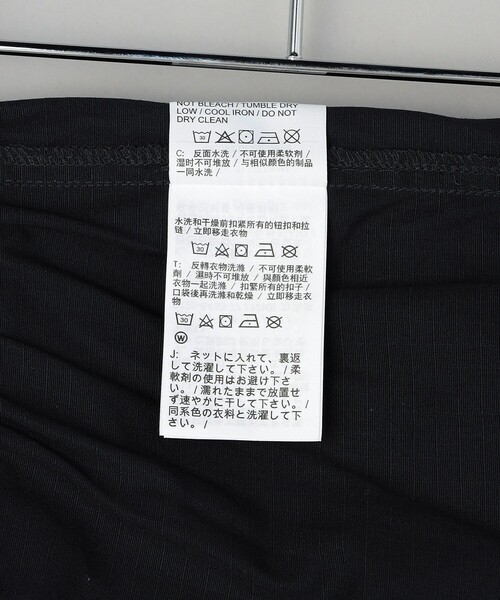 NOT BLEACH / TUMBLE DRY
LOW / COOL IRON / DO NOT
DRY CLEAN
30
C: 反面水洗 / 不可使用柔软剂 /
湿时不可堆放 / 与相似颜色的制品
一同水洗 /
水洗和干燥前扣紧所有的钮扣和拉
链 / 立即移走衣物
30
T: 反轉衣物洗滌 / 不可使用柔軟
劑 / 濕時不可堆放 / 與顏色相近
衣物一起洗滌 / 扣緊所有的扣子 /
口袋後再洗滌和乾燥 / 立即移走衣
物
30
W
J: ネットに入れて、裏返
して洗濯して下さい。/ 柔
軟剤の使用はお避け下さ
い。/ 濡れたままで放置せ
ず速やかに干して下さい。/
同系色の衣料と洗濯して下
さい。/